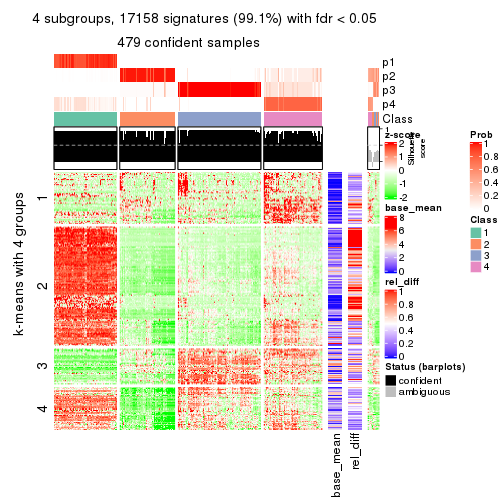 4 subgroups, 17158 signatures (99.1%) with fdr < 0.05
479 confident samples
p1
p2
p3
p4
Class
1
Silhouette
score
z-score
2
1
0
-1
-2
base_mean
8
6
4
2
0
rel_diff
1
0.8
0.6
0.4
0.2
0
Prob
1
0.8
0.6
0.4
0.2
0
Class
1
2
3
4
Status (barplots)
confident
ambiguous
k-means with 4 groups
1
2
3
4
base_mean
rel_diff